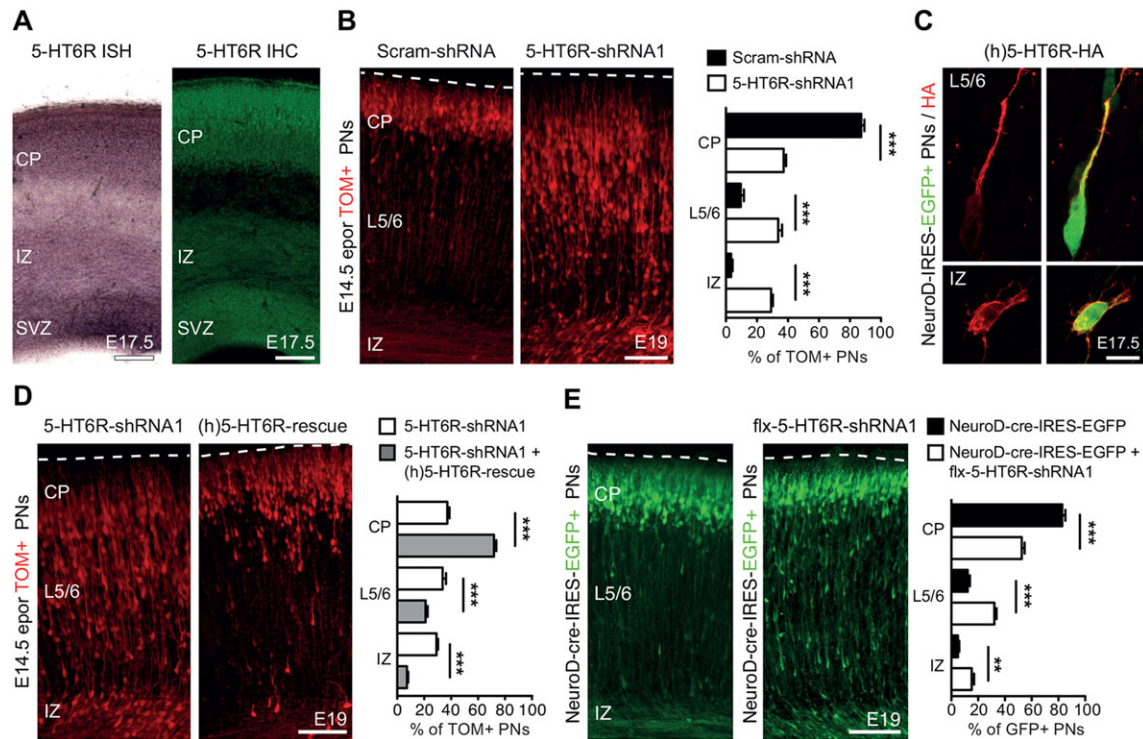 A
5-HT6R ISH
5-HT6R IHC
CP
IZ
SVZ
E17.5
CP
IZ
SVZ
E17.5
B
Scram-shRNA
5-HT6R-shRNA1
E14.5 epor TOM+ PNs
CP
L5/6
IZ
E19
Scram-shRNA
5-HT6R-shRNA1
CP
***
L5/6
***
IZ
***
0 20 40 60 80 100
% of TOM+ PNs
C
(h)5-HT6R-HA
NeuroD-IRES-EGFP+ PNs / HA
L5/6
IZ
E17.5
D
5-HT6R-shRNA1
(h)5-HT6R-rescue
E14.5 epor TOM+ PNs
CP
L5/6
IZ
E19
5-HT6R-shRNA1
5-HT6R-shRNA1 +
(h)5-HT6R-rescue
CP
***
L5/6
***
IZ
***
0 20 40 60 80 100
% of TOM+ PNs
E
flx-5-HT6R-shRNA1
NeuroD-cre-IRES-EGFP+ PNs
CP
L5/6
IZ
NeuroD-cre-IRES-EGFP+ PNs
E19
NeuroD-cre-IRES-EGFP
NeuroD-cre-IRES-EGFP +
flx-5-HT6R-shRNA1
CP
***
L5/6
***
IZ
**
0 20 40 60 80 100
% of GFP+ PNs